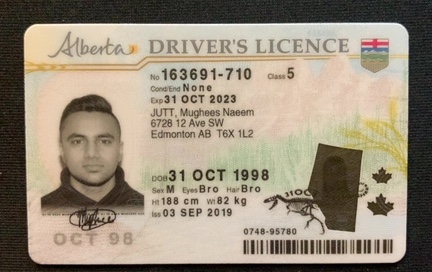 Alberta DRIVER'S LICENCE
No 163691-710 Class 5
Cond/End None
Exp 31 OCT 2023
JUTT, Mughees Naeem
6728 12 Ave SW
Edmonton AB T6X 1L2
DOB 31 OCT 1998
Sex M Eyes Bro Hair Bro
Ht 188 cm Wt 82 kg
Iss 03 SEP 2019
OCT 98
0748-95780